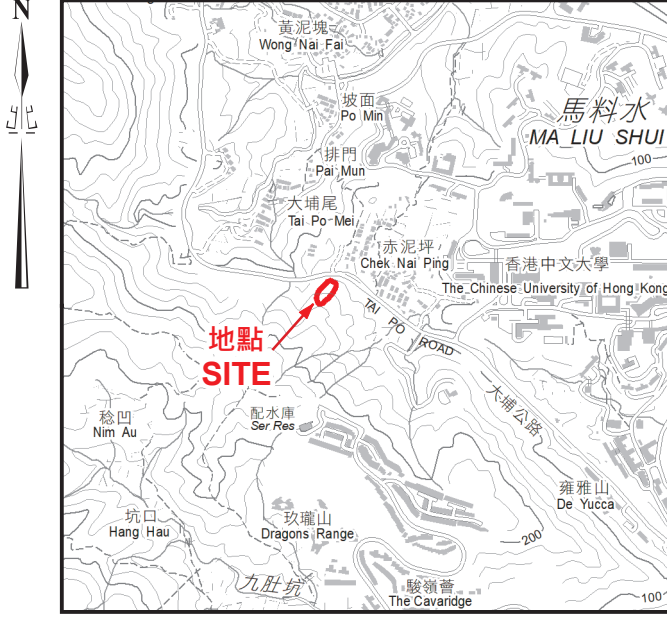 N
黃泥塊
Wong Nai Fai
坡面
Po Min
馬料水
MA LIU SHUI
100
排門
Pai Mun
大埔尾
Tai Po Mei
赤泥坪
Chek Nai Ping
香港中文大學
The Chinese University of Hong Kong
地點
SITE
TAI PO ROAD
大埔公路
稔凹
Nim Au
配水庫
Ser Res
雍雅山
De Yucca
坑口
Hang Hau
玖瓏山
Dragons Range
200
九肚坑
駿嶺薈
The Cavaridge
100